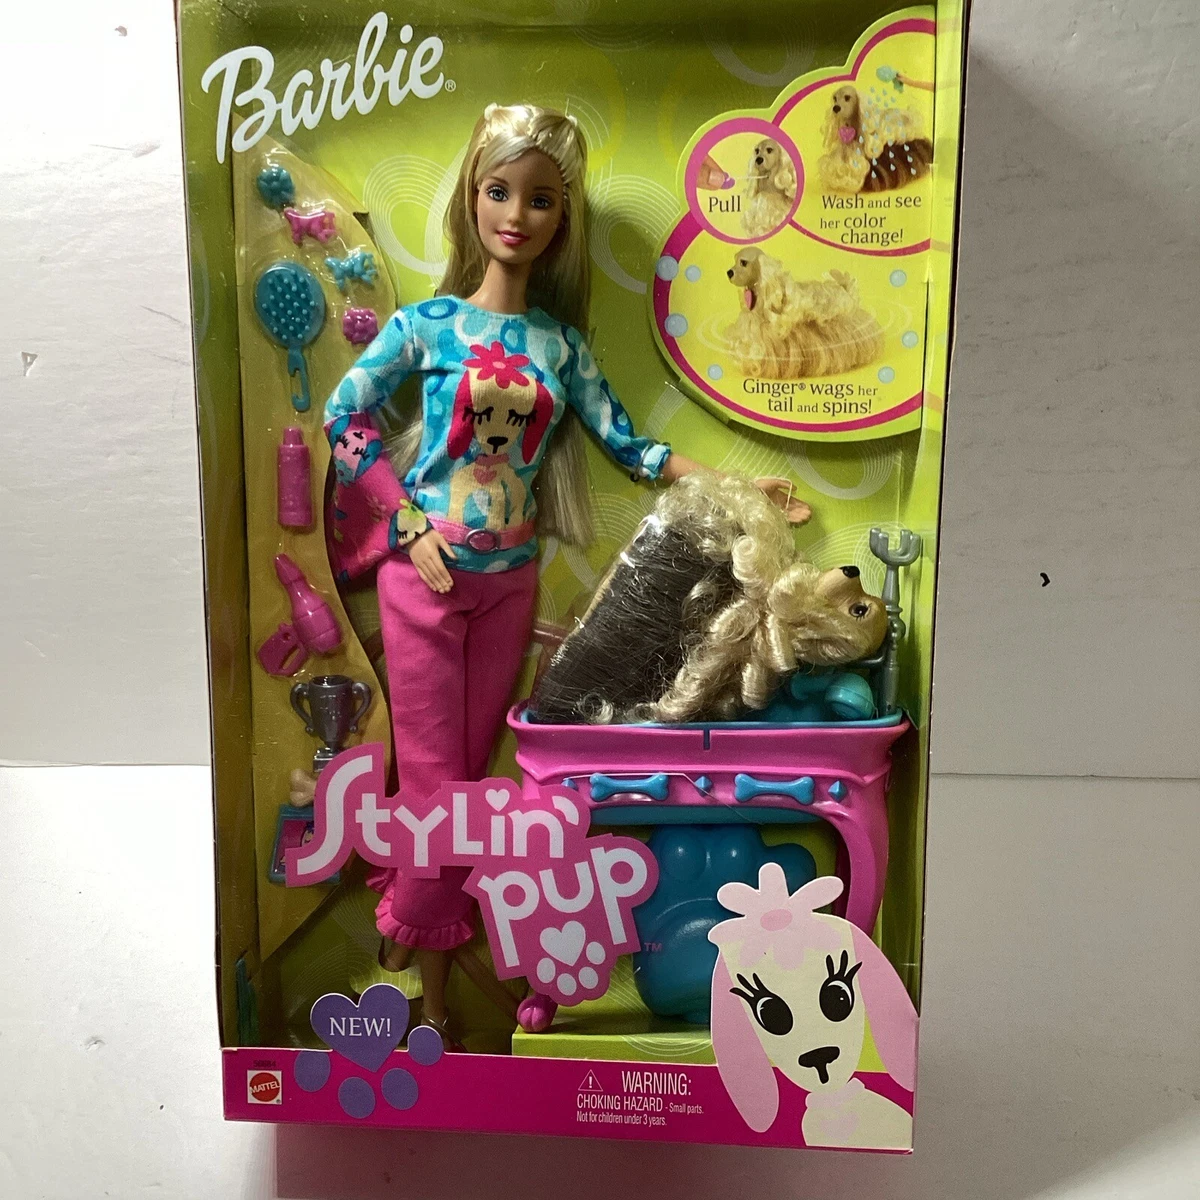 Barbie®
Pull
Wash and see
her color
change!
Ginger® wags her
tail and spins!
Stylin'
pup™
NEW!
MATTEL
WARNING:
CHOKING HAZARD - Small parts.
Not for children under 3 years.